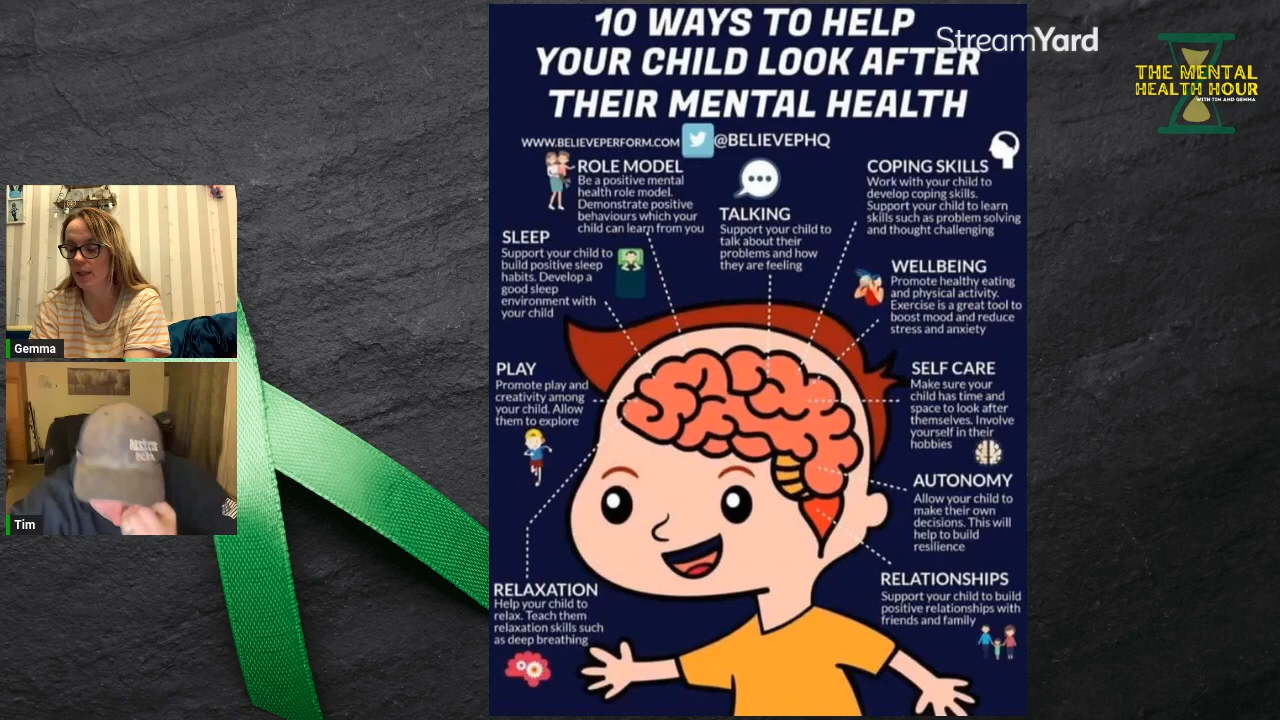 10 WAYS TO HELP
YOUR CHILD LOOK AFTER
THEIR MENTAL HEALTH
StreamYard
THE MENTAL
HEALTH HOUR
WITH TIM AND GEMMA
WWW.BELIEVEPERFORM.COM @BELIEVEPHQ
ROLE MODEL
Be a positive mental
health role model.
Demonstrate positive
behaviours which your
child can learn from you
TALKING
Support your child to
talk about their
problems and how
they are feeling
COPING SKILLS
Work with your child to
develop coping skills.
Support your child to learn
skills such as problem solving
and thought challenging
SLEEP
Support your child to
build positive sleep
habits. Develop a
good sleep
environment with
your child
WELLBEING
Promote healthy eating
and physical activity.
Exercise is a great tool to
boost mood and reduce
stress and anxiety
PLAY
Promote play and
creativity among
your child. Allow
them to explore
SELF CARE
Make sure your
child has time and
space to look after
themselves. Involve
yourself in their
hobbies
AUTONOMY
Allow your child to
make their own
decisions. This will
help to build
resilience
RELAXATION
Help your child to
relax. Teach them
relaxation skills such
as deep breathing
RELATIONSHIPS
Support your child to build
positive relationships with
friends and family
Gemma
Tim